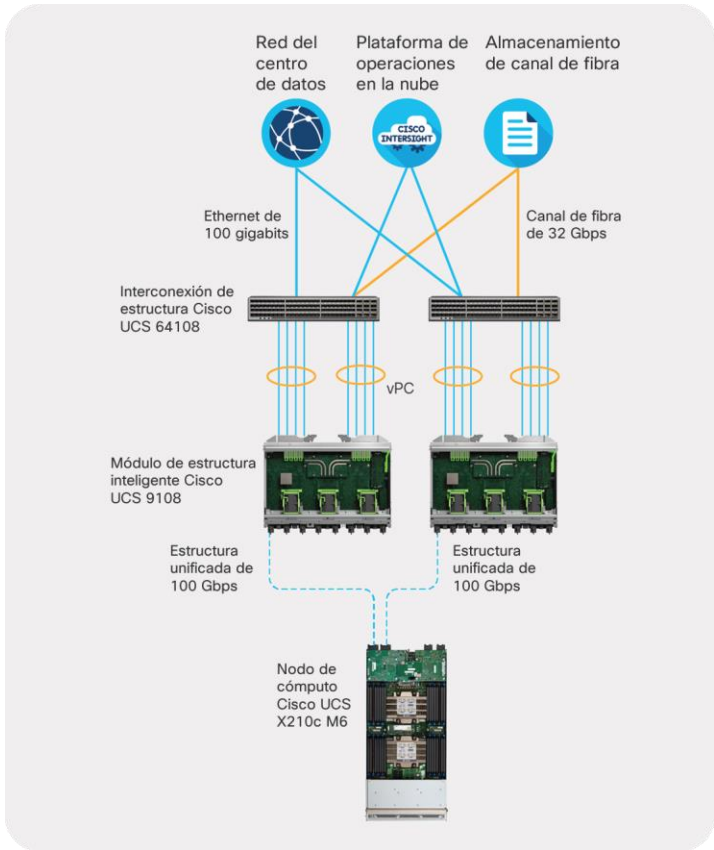 Red del
centro
de datos
Plataforma de
operaciones
en la nube
Almacenamiento
de canal de fibra
CISCO
INTERSIGHT
Ethernet de
100 gigabits
Canal de fibra
de 32 Gbps
Interconexión de
estructura Cisco
UCS 64108
vPC
Módulo de estructura
inteligente Cisco
UCS 9108
Estructura
unificada de
100 Gbps
Estructura
unificada de
100 Gbps
Nodo de
cómputo
Cisco UCS
X210c M6